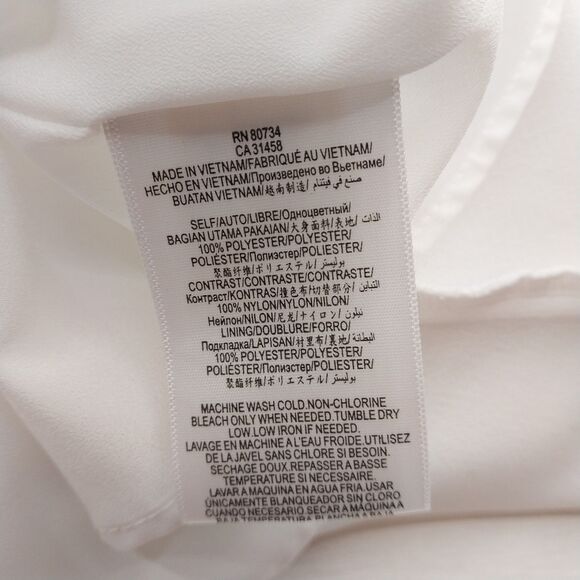 RN 80734
CA 31458
MADE IN VIETNAM/FABRIQUÉ AU VIETNAM/
HECHO EN VIETNAM/Произведено во Вьетнаме/
BUATAN VIETNAM/越南制造/ صنع في فيتنام
SELF/AUTO/LIBRE/Одноцветный/
BAGIAN UTAMA PAKAIAN/大身面料/表地/ الذات
100% POLYESTER/POLYESTER/
POLIÉSTER/Полиэстер/POLIESTER/
聚酯纤维/ポリエステル/ بوليستر
CONTRAST/CONTRASTE/CONTRASTE/
Контраст/KONTRAS/撞色布/切替部分/ التباين
100% NYLON/NYLON/NILON/
Нейлон/NILON/尼龙/ナイロン/ نيلون
LINING/DOUBLURE/FORRO/
Подкладка/LAPISAN/衬里布/裏地/ البطانة
100% POLYESTER/POLYESTER/
POLIÉSTER/Полиэстер/POLIESTER/
聚酯纤维/ポリエステル/ بوليستر
MACHINE WASH COLD.NON-CHLORINE
BLEACH ONLY WHEN NEEDED.TUMBLE DRY
LOW LOW IRON IF NEEDED.
LAVAGE EN MACHINE A L'EAU FROIDE.UTILISEZ
DE LA JAVEL SANS CHLORE SI BESOIN.
SECHAGE DOUX.REPASSER A BASSE
TEMPERATURE SI NECESSAIRE.
LAVAR A MAQUINA EN AGUA FRIA. USAR
ÚNICAMENTE BLANQUEADOR SIN CLORO
CUANDO SEA NECESARIO.SECAR A MAQUINA A
BAJA TEMPERATURA PLANCHA A BAJA